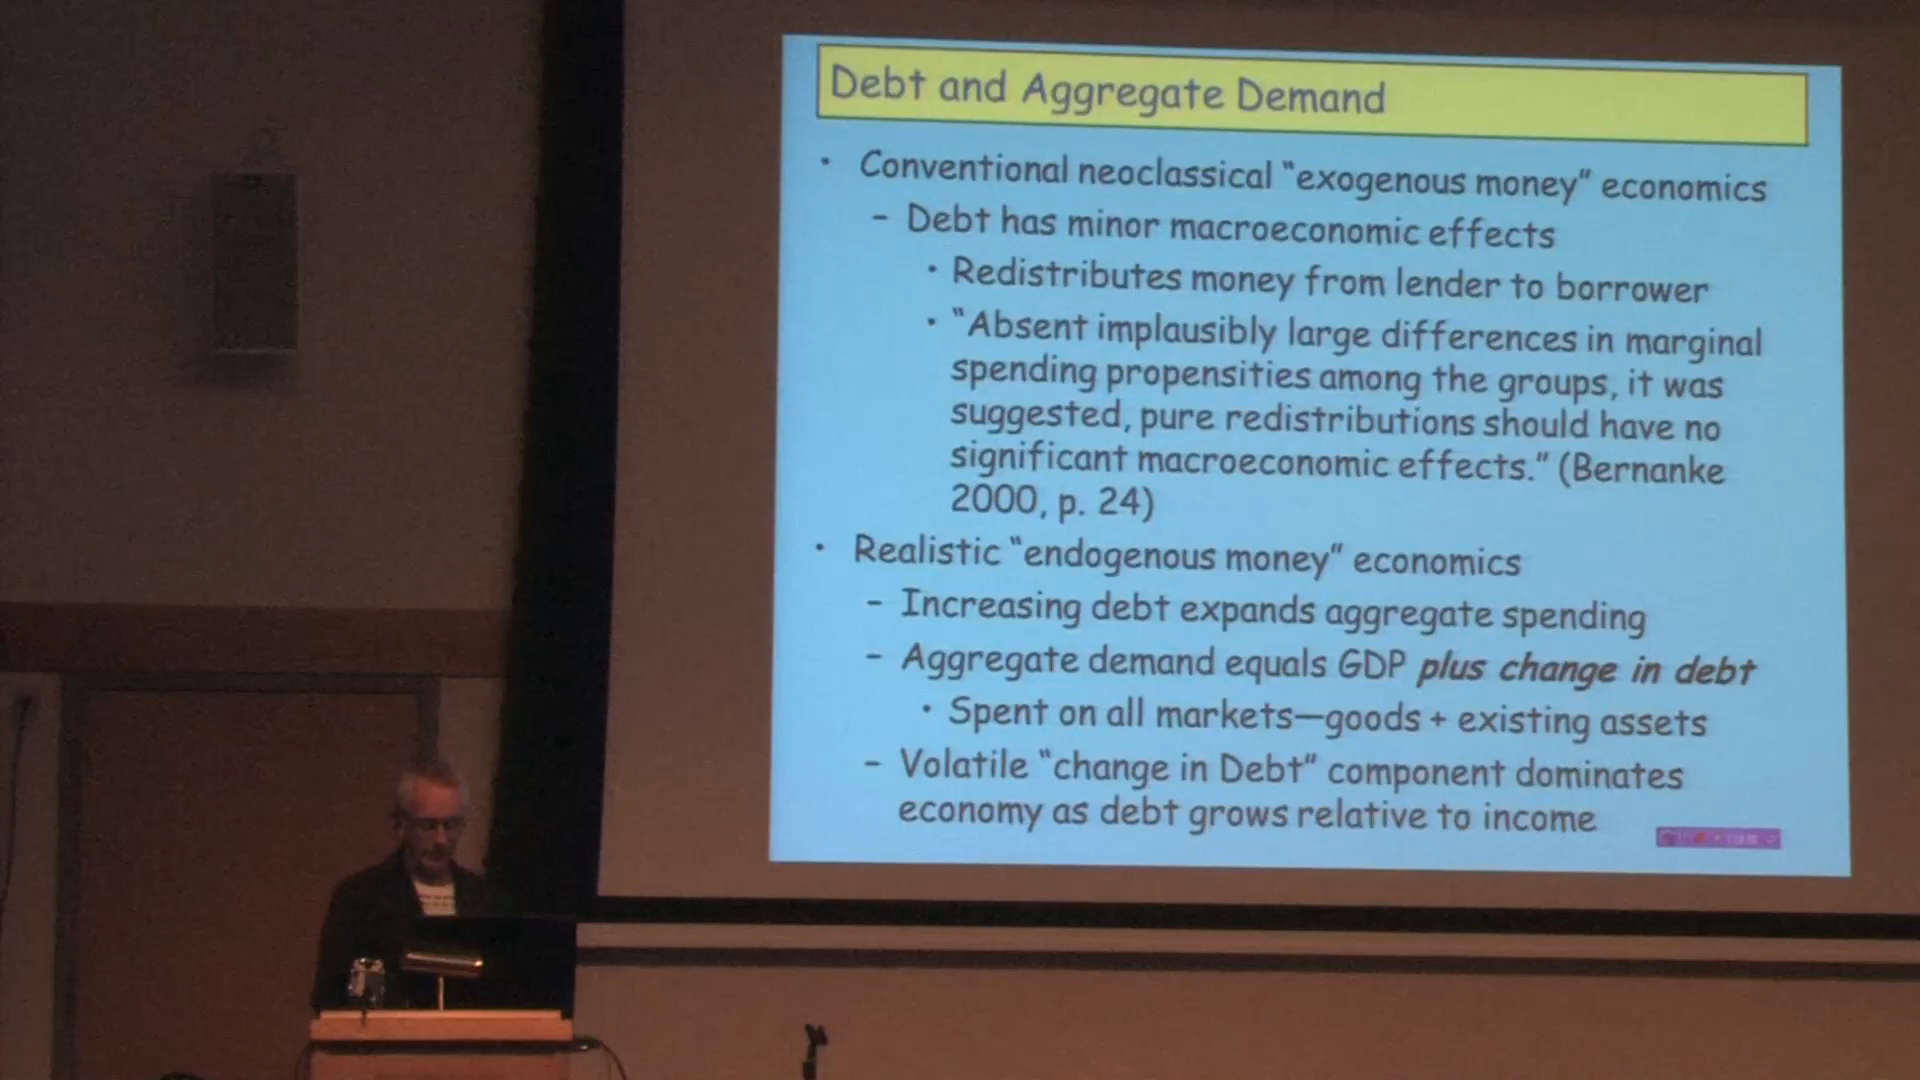 Debt and Aggregate Demand
• Conventional neoclassical “exogenous money” economics
– Debt has minor macroeconomic effects
• Redistributes money from lender to borrower
• “Absent implausibly large differences in marginal
spending propensities among the groups, it was
suggested, pure redistributions should have no
significant macroeconomic effects.” (Bernanke
2000, p. 24)
• Realistic “endogenous money” economics
– Increasing debt expands aggregate spending
– Aggregate demand equals GDP plus change in debt
• Spent on all markets—goods + existing assets
– Volatile “change in Debt” component dominates
economy as debt grows relative to income